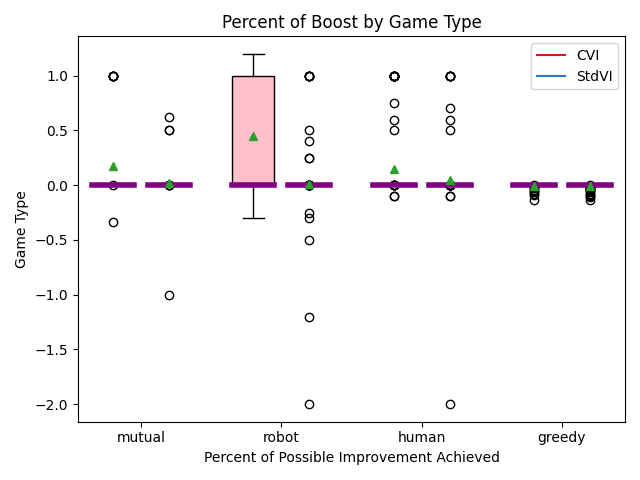 Percent of Boost by Game Type
CVI
StdVI
1.0
0.5
0.0
−0.5
−1.0
−1.5
−2.0
Game Type
mutual robot human greedy
Percent of Possible Improvement Achieved